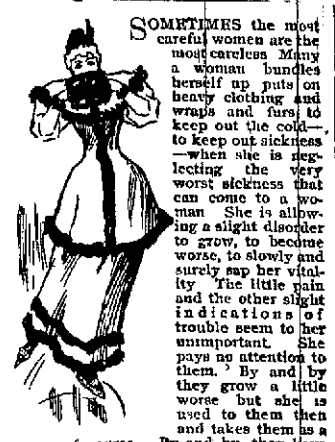 SOMETIMES the most
careful women are the
most careless Many
a woman bundles
herself up puts on
heavy clothing and
wraps and furs to
keep out the cold—,
to keep out sickness
—when she is neg-
lecting the very
worst sickness that
can come to a wo-
man She is allow-
ing a slight disorder
to grow, to become
worse, to slowly and
surely sap her vital-
ity The little pain
and the other slight
indications of
trouble seem to her
unimportant. She
pays no attention to
them. ' By and by
they grow a little
worse but she is
used to them then
and takes them as a
By and by they